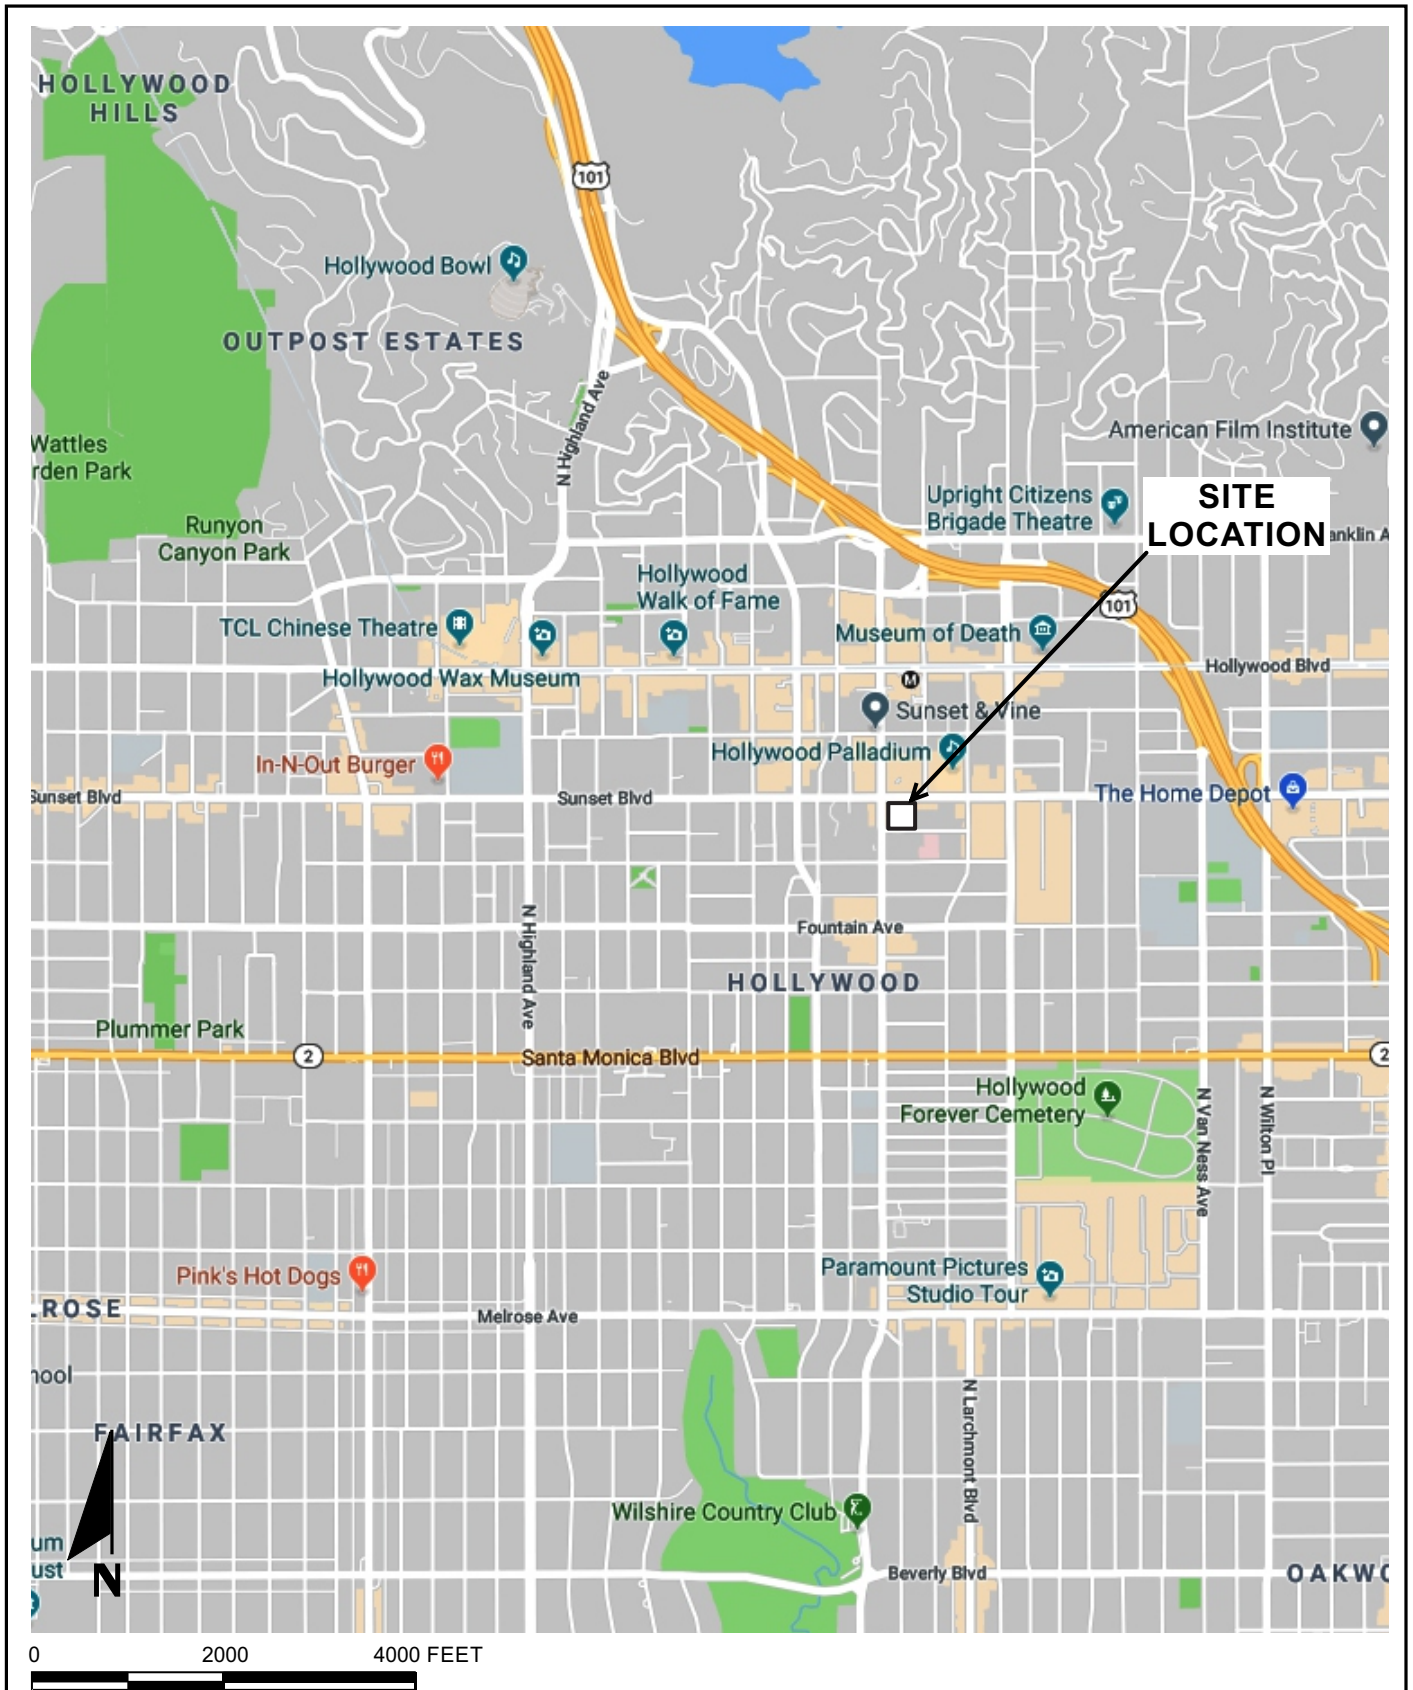 HOLLYWOOD
HILLS
101
Hollywood Bowl
OUTPOST ESTATES
N Highland Ave
Wattles
rden Park
American Film Institute
Runyon
Canyon Park
Upright Citizens
Brigade Theatre
SITE
LOCATION
anklin A
Hollywood
Walk of Fame
101
TCL Chinese Theatre
Museum of Death
Hollywood Blvd
Hollywood Wax Museum
M
Sunset & Vine
Hollywood Palladium
In-N-Out Burger
Sunset Blvd
Sunset Blvd
The Home Depot
N Highland Ave
Fountain Ave
HOLLYWOOD
Plummer Park
2
Santa Monica Blvd
2
Hollywood
Forever Cemetery
N Van Ness Ave
N Wilton Pl
Pink's Hot Dogs
Paramount Pictures
Studio Tour
LROSE
Melrose Ave
hool
FAIRFAX
N Larchmont Blvd
Wilshire Country Club
um
ust
N
Beverly Blvd
OAKWO
0 2000 4000 FEET